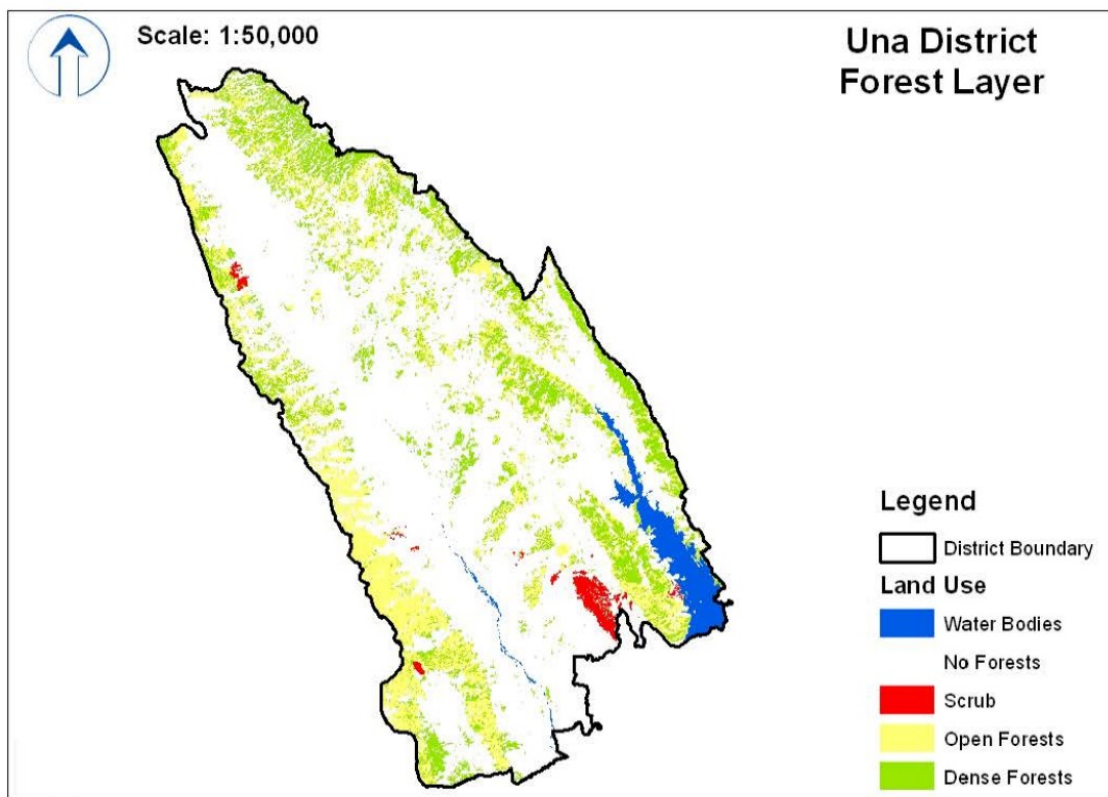 Scale: 1:50,000
Una District
Forest Layer
Legend
District Boundary
Land Use
Water Bodies
No Forests
Scrub
Open Forests
Dense Forests